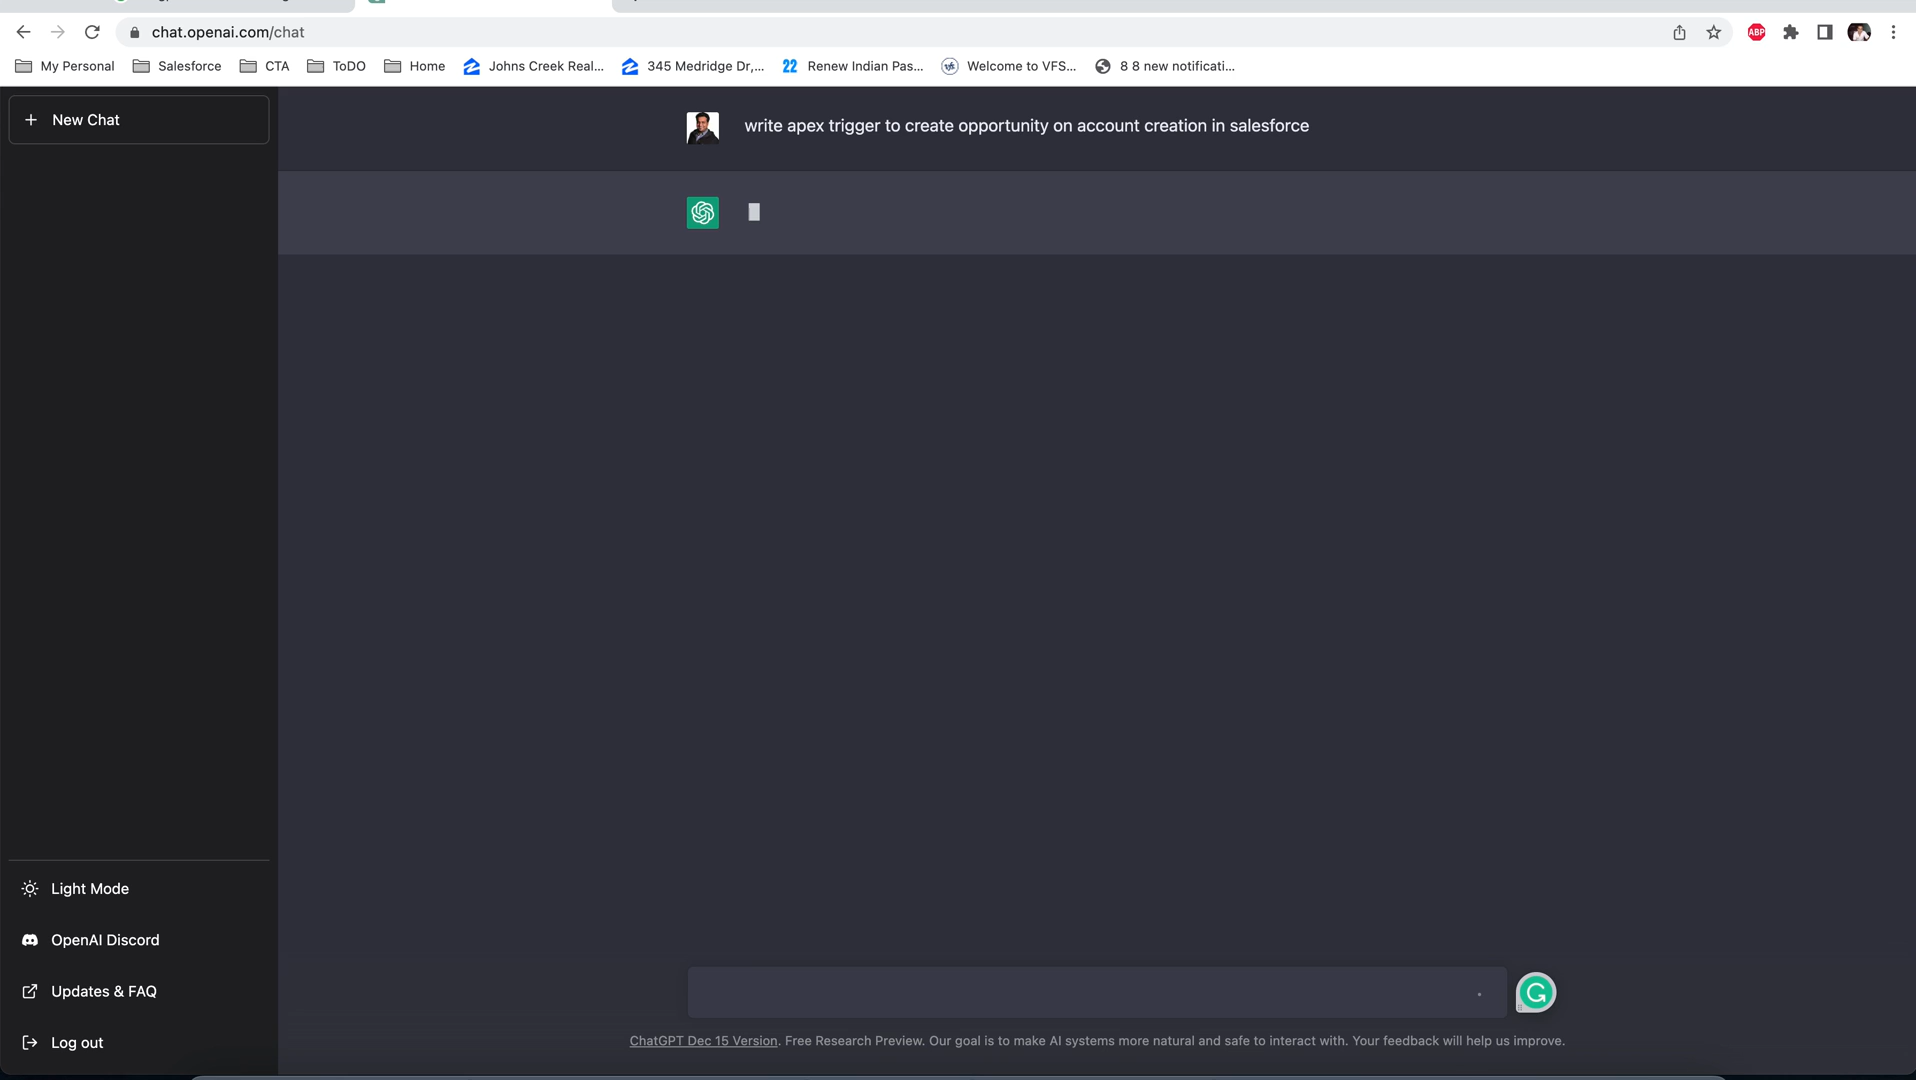 chat.openai.com/chat
ABP
My Personal
Salesforce
CTA
ToDO
Home
Johns Creek Real...
345 Medridge Dr,...
22 Renew Indian Pas...
Welcome to VFS...
8 8 new notificati...
+ New Chat
write apex trigger to create opportunity on account creation in salesforce
Light Mode
OpenAI Discord
Updates & FAQ
Log out
ChatGPT Dec 15 Version. Free Research Preview. Our goal is to make AI systems more natural and safe to interact with. Your feedback will help us improve.